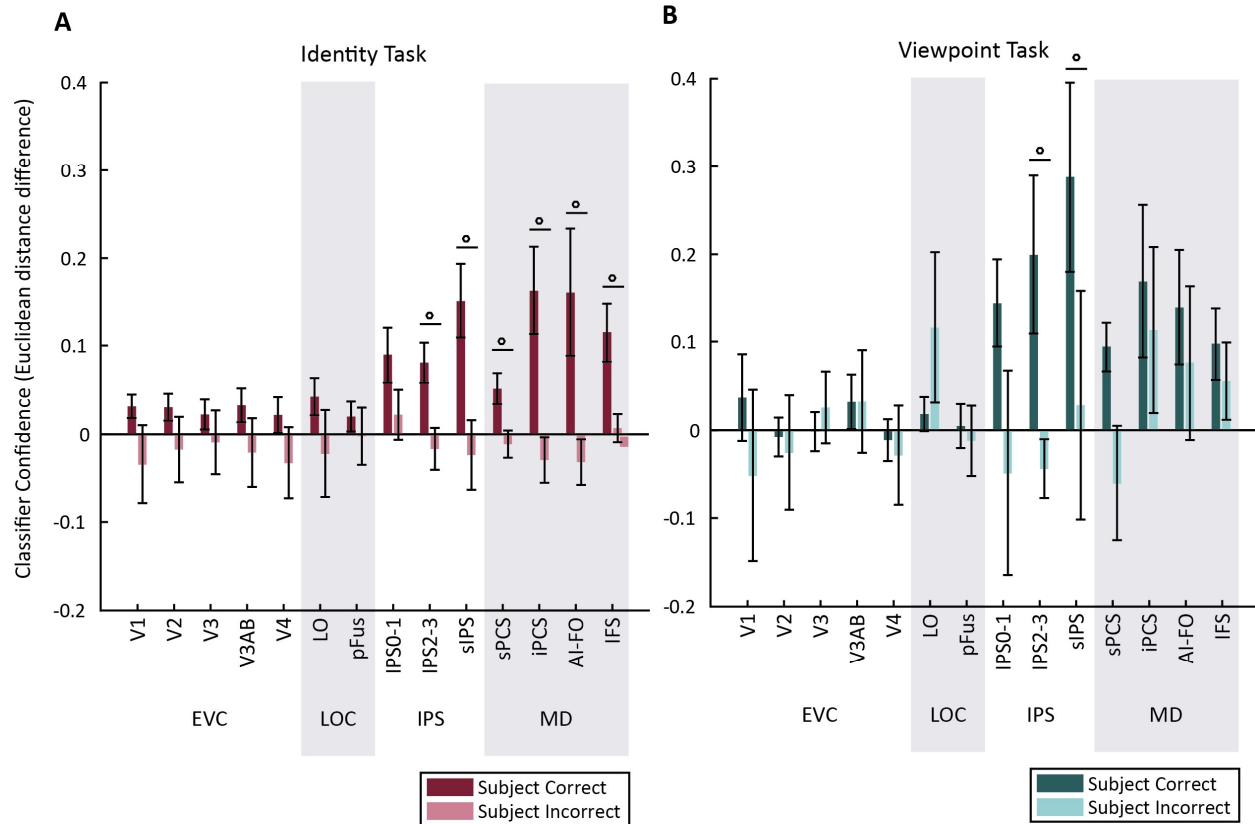 A
Identity Task
Classifier Confidence (Euclidean distance difference)
0.4
0.3
0.2
0.1
0
-0.1
-0.2
V1
V2
V3
V3AB
V4
LO
pFus
IPS0-1
IPS2-3
sIPS
sPCS
iPCS
AI-FO
IFS
EVC
LOC
IPS
MD
Subject Correct
Subject Incorrect
B
Viewpoint Task
0.4
0.3
0.2
0.1
0
-0.1
-0.2
V1
V2
V3
V3AB
V4
LO
pFus
IPS0-1
IPS2-3
sIPS
sPCS
iPCS
AI-FO
IFS
EVC
LOC
IPS
MD
Subject Correct
Subject Incorrect